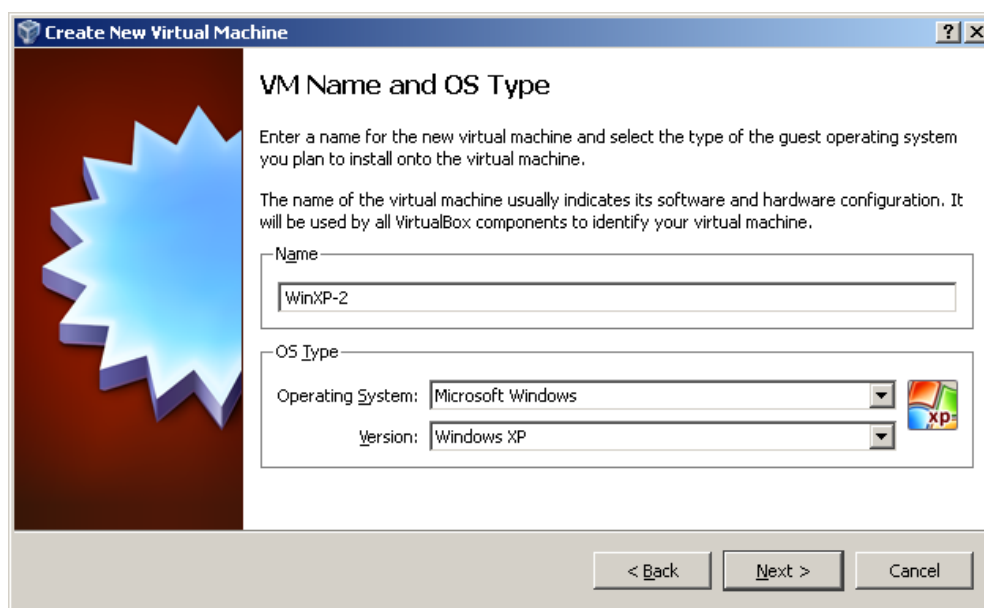 Create New Virtual Machine
VM Name and OS Type
Enter a name for the new virtual machine and select the type of the guest operating system
you plan to install onto the virtual machine.
The name of the virtual machine usually indicates its software and hardware configuration. It
will be used by all VirtualBox components to identify your virtual machine.
Name
WinXP-2
OS Type
Operating System: Microsoft Windows
xp
Version: Windows XP
< Back Next > Cancel